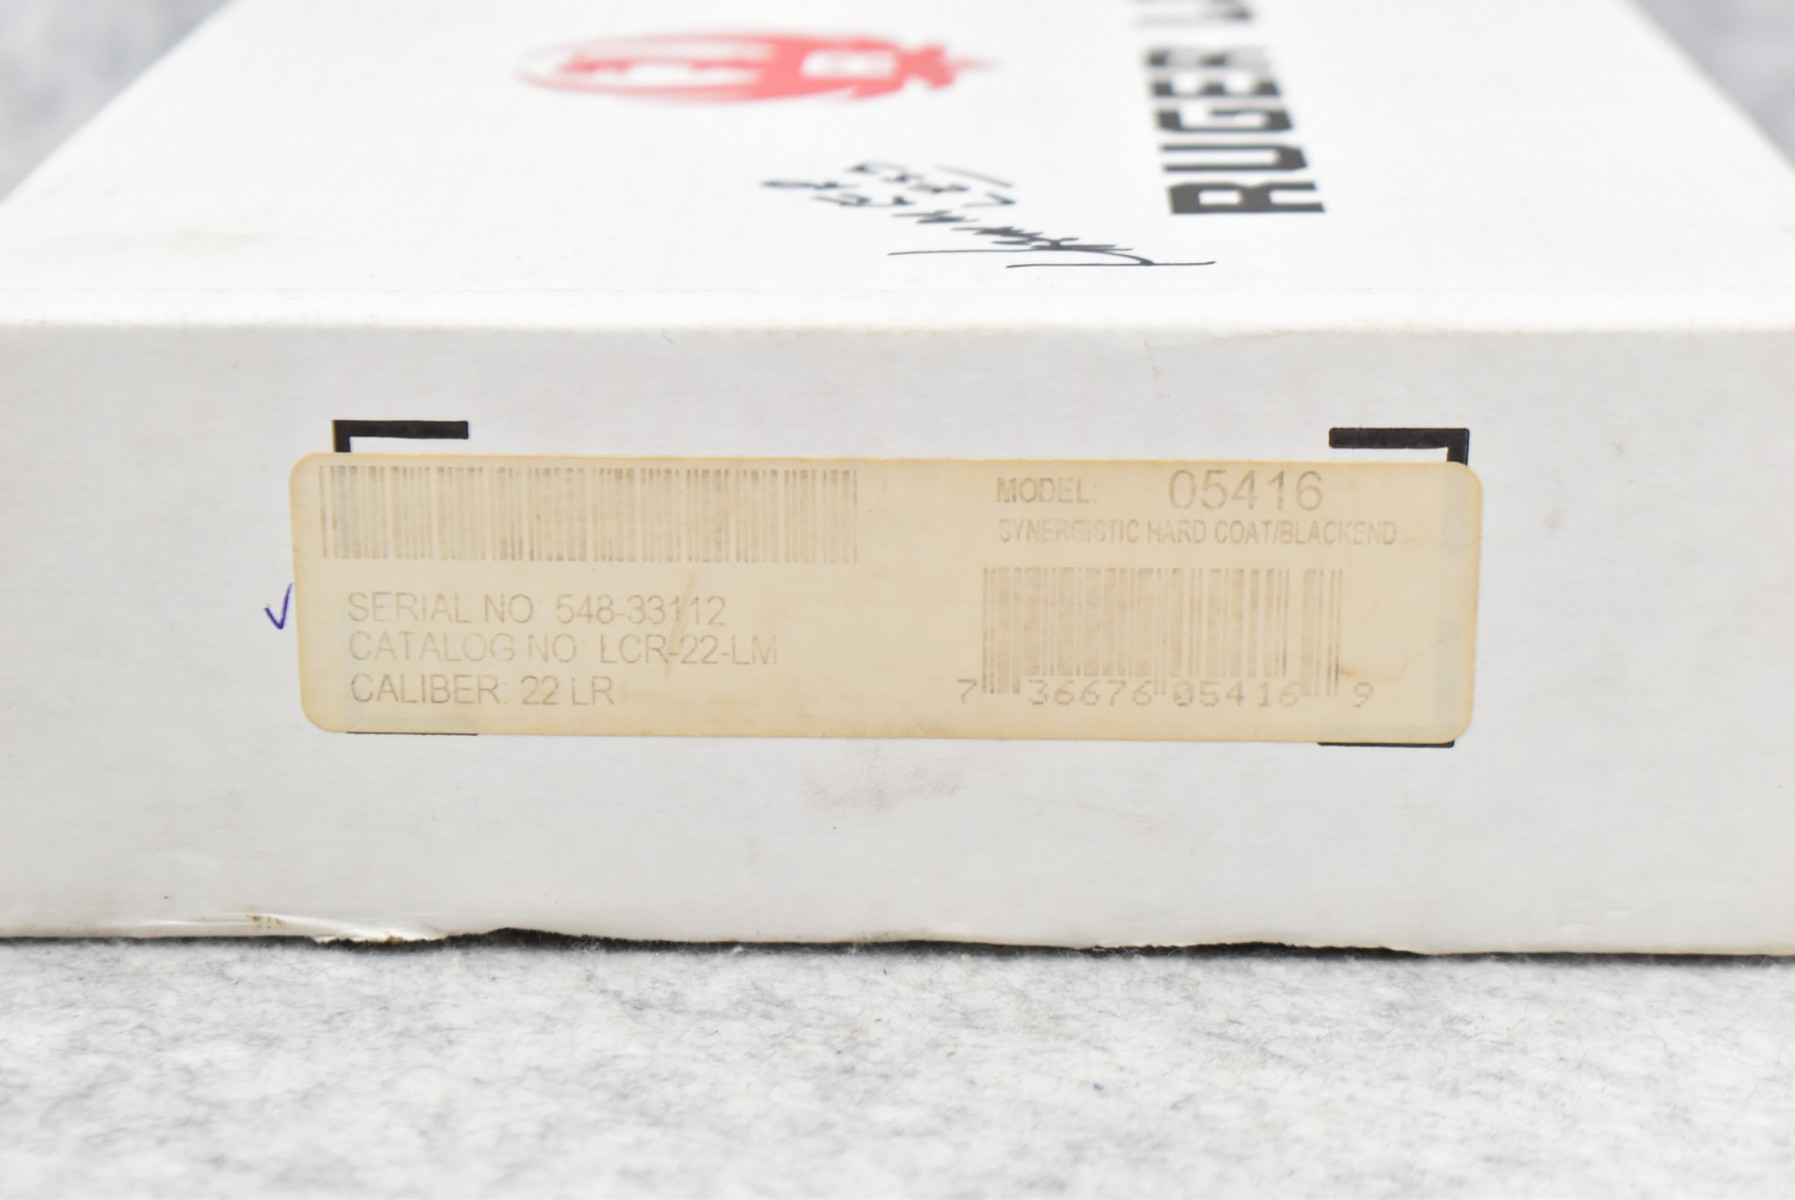 RUGER
MODEL: 05416
SYNERGISTIC HARD COAT/BLACKEND
SERIAL NO: 548-33112
CATALOG NO: LCR-22-LM
CALIBER: 22 LR
7 36676 05416 9